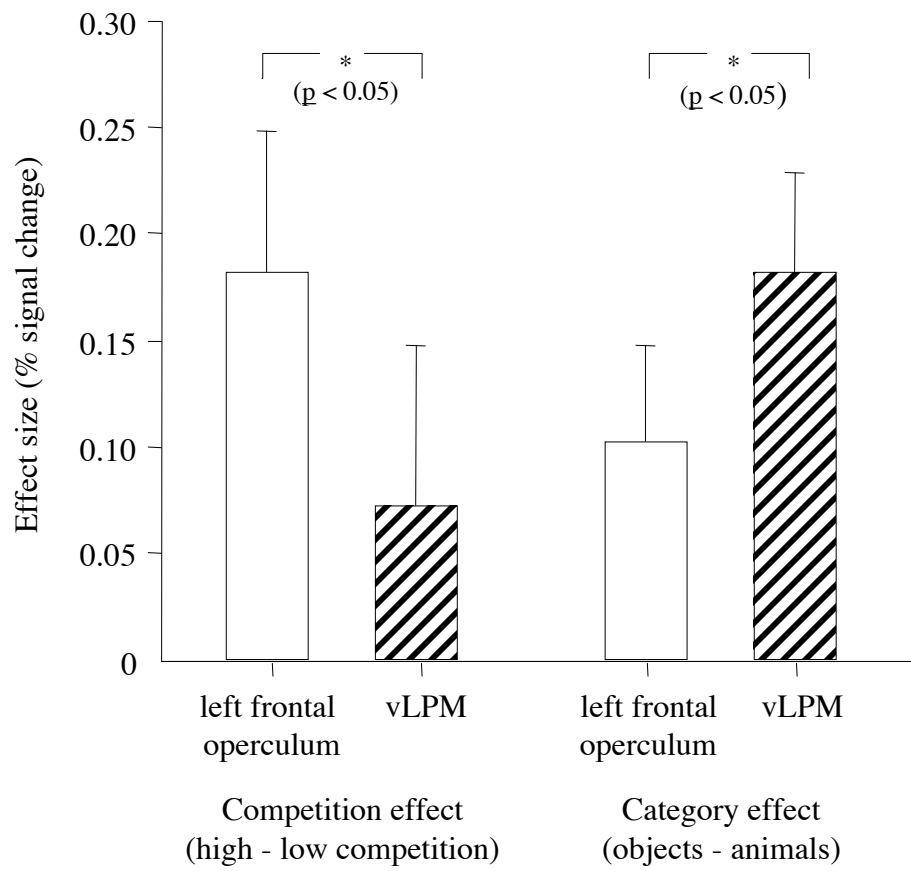 0.30
0.25
0.20
0.15
0.10
0.05
0
Effect size (% signal change)
*
(p < 0.05)
*
(p < 0.05)
left frontal
operculum
vLPM
left frontal
operculum
vLPM
Competition effect
(high - low competition)
Category effect
(objects - animals)